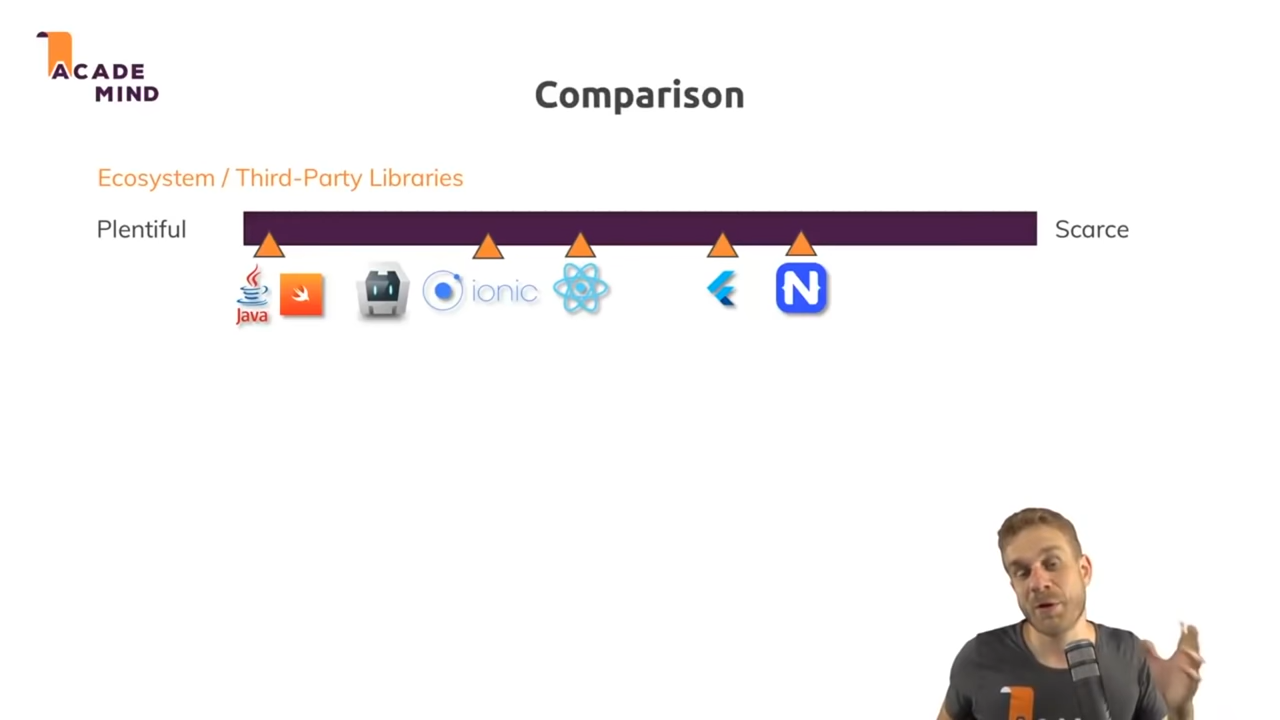 ACADE
MIND
Comparison
Ecosystem / Third-Party Libraries
Plentiful
Scarce
Java
ionic
N